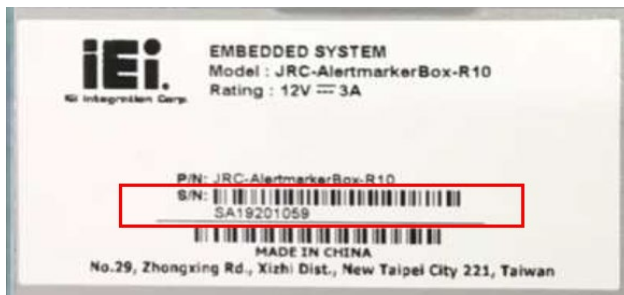 iEi.
IEI Integration Corp.
EMBEDDED SYSTEM
Model : JRC-AlertmarkerBox-R10
Rating : 12V ⎓ 3A
P/N: JRC-AlertmarkerBox-R10
S/N:
SA19201059
MADE IN CHINA
No.29, Zhongxing Rd., Xizhi Dist., New Taipei City 221, Taiwan